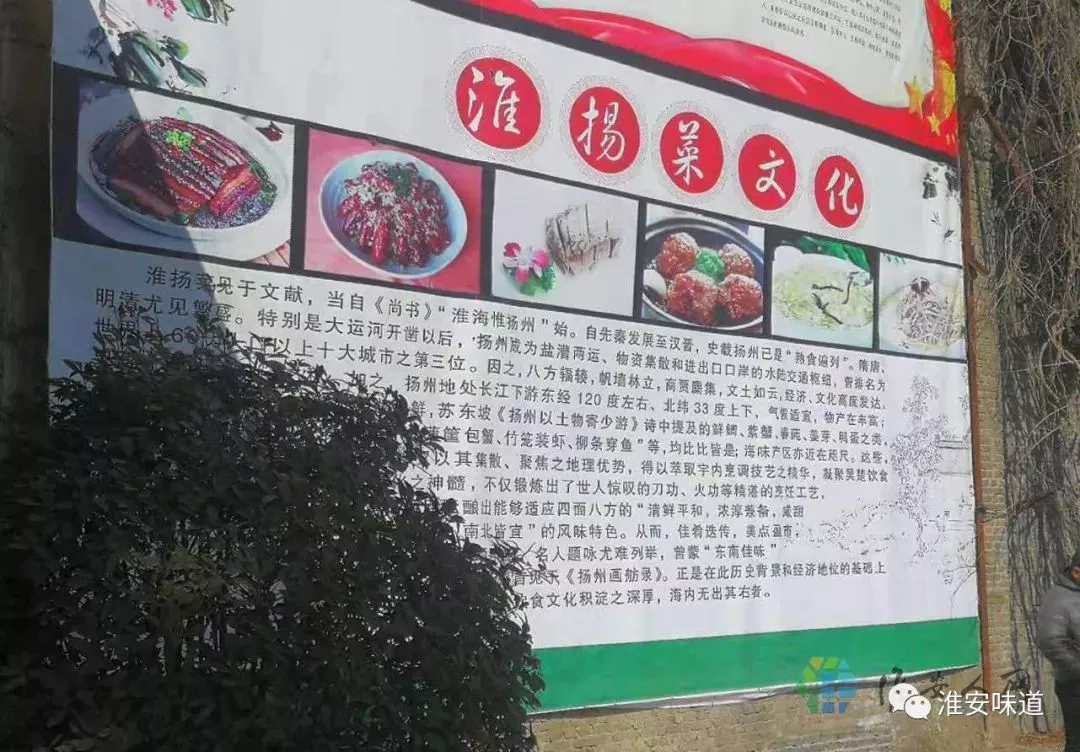 淮扬菜文化
淮扬菜见于文献，当自《尚书》“淮海惟扬州”始。自先秦发展至汉晋，史载扬州已是“熟食遍列”。隋唐、
明清尤见繁盛。特别是大运河开凿以后，扬州成为盐漕两运、物资集散和进出口口岸的水陆交通枢纽，曾排名为
世界 以上十大城市之第三位。因之，八方辐辏，帆墙林立，商贾麇集，文士如云，经济、文化高度发达，
加之，扬州地处长江下游东经120度左右、北纬33度上下，气候适宜，物产在丰富；
鲜，苏东坡《扬州以土物寄少游》诗中提及的鲜鲫、紫蟹、春菰、姜芽、鸭蛋之类，
筐包蟹、竹笼装虾、柳条穿鱼”等，均比比皆是；海味产区亦近在咫尺。这些，
以其集散、聚焦之地理优势，得以萃取宇内烹调技艺之精华，凝聚吴楚饮食
之神髓，不仅锻炼出了世人惊叹的刀功、火功等精湛的烹饪工艺，
酿出能够适应四面八方的“清鲜平和，浓淳兼备，咸甜
南北皆宜”的风味特色。从而，佳肴迭传，美点盈市，
名人题咏尤难列举，曾蒙“东南佳味”
见于《扬州画舫录》。正是在此历史背景和经济地位的基础上
食文化积淀之深厚，海内无出其右者。
淮安味道